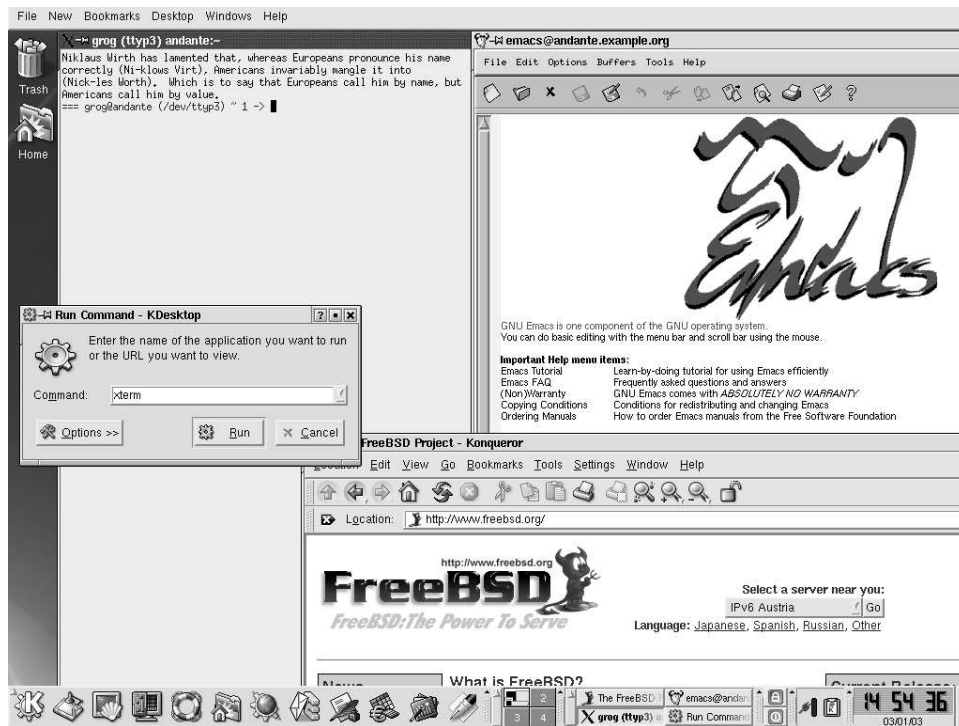 File New Bookmarks Desktop Windows Help
grog (ttyp3) andante:~
Niklaus Wirth has lamented that, whereas Europeans pronounce his name
correctly (Ni-klows Virt), Americans invariably mangle it into
(Nick-les Worth). Which is to say that Europeans call him by name, but
Americans call him by value.
=== grog@andante (/dev/ttyp3) ~ 1 ->
Trash
Home
emacs@andante.example.org
File Edit Options Buffers Tools Help
Emacs
GNU Emacs is one component of the GNU operating system.
You can do basic editing with the menu bar and scroll bar using the mouse.
Important Help menu items:
Emacs Tutorial Learn-by-doing tutorial for using Emacs efficiently
Emacs FAQ Frequently asked questions and answers
(Non)Warranty GNU Emacs comes with ABSOLUTELY NO WARRANTY
Copying Conditions Conditions for redistributing and changing Emacs
Ordering Manuals How to order Emacs manuals from the Free Software Foundation
Run Command - KDesktop
Enter the name of the application you want to run
or the URL you want to view.
Command: xterm
Options >> Run Cancel
FreeBSD Project - Konqueror
Location Edit View Go Bookmarks Tools Settings Window Help
Location: http://www.freebsd.org/
http://www.freebsd.org
FreeBSD
FreeBSD:The Power To Serve
Select a server near you:
IPv6 Austria Go
Language: Japanese, Spanish, Russian, Other
News What is FreeBSD? Current Release:
2
3 4
The FreeBSD emacs@andan
grog (ttyp3) a Run Command
14 54 36
03/01/03